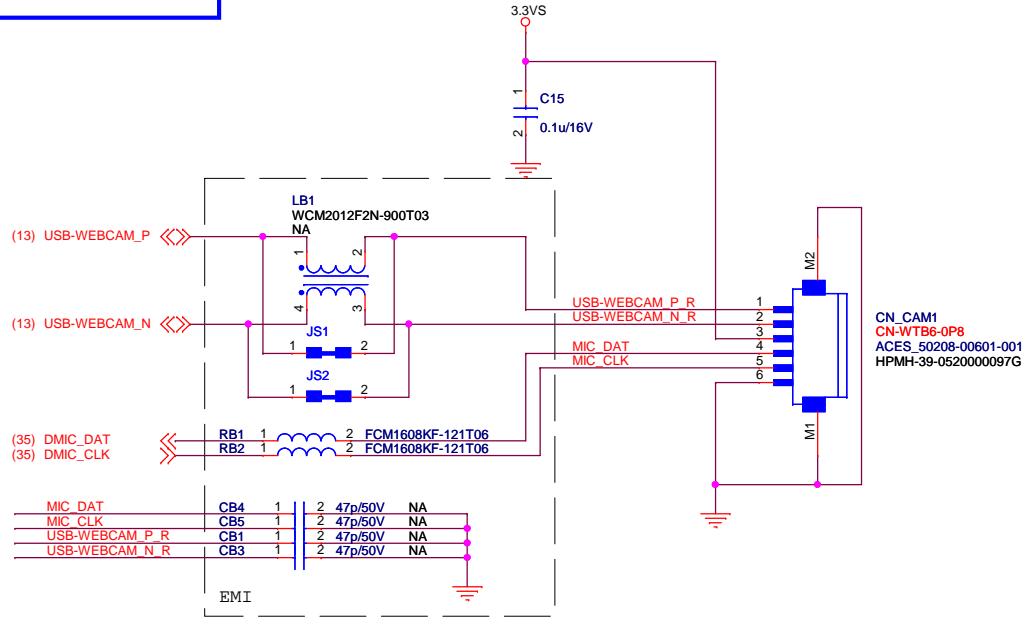 3.3VS
1
C15
2
0.1u/16V
LB1
WCM2012F2N-900T03
NA
(13) USB-WEBCAM_P
1
2
M2
4
3
USB-WEBCAM_P_R
1
(13) USB-WEBCAM_N
USB-WEBCAM_N_R
2
CN_CAM1
JS1
3
CN-WTB6-0P8
1
2
MIC_DAT
4
ACES_50208-00601-001
MIC_CLK
5
HPMH-39-0520000097G
JS2
6
1
2
M1
(35) DMIC_DAT
RB1 1 2 FCM1608KF-121T06
(35) DMIC_CLK
RB2 1 2 FCM1608KF-121T06
MIC_DAT CB4 1 2 47p/50V NA
MIC_CLK CB5 1 2 47p/50V NA
USB-WEBCAM_P_R CB1 1 2 47p/50V NA
USB-WEBCAM_N_R CB3 1 2 47p/50V NA
EMI